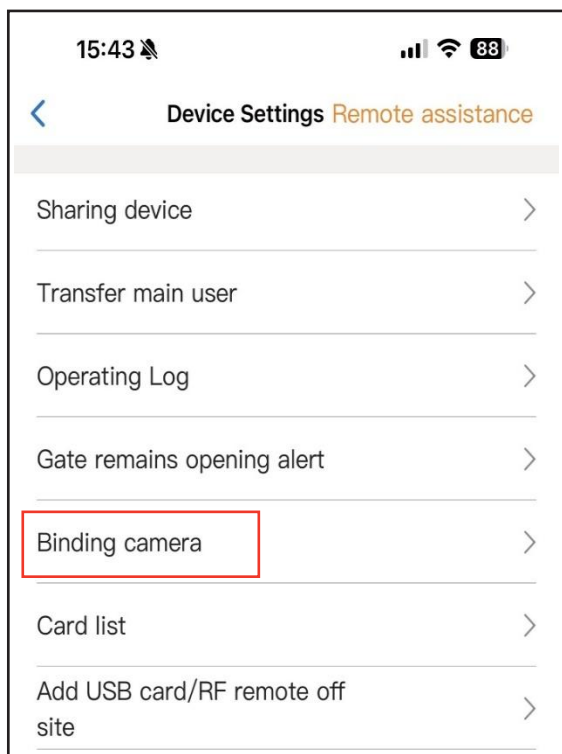 15:43
88
Device Settings Remote assistance
Sharing device
Transfer main user
Operating Log
Gate remains opening alert
Binding camera
Card list
Add USB card/RF remote off
site